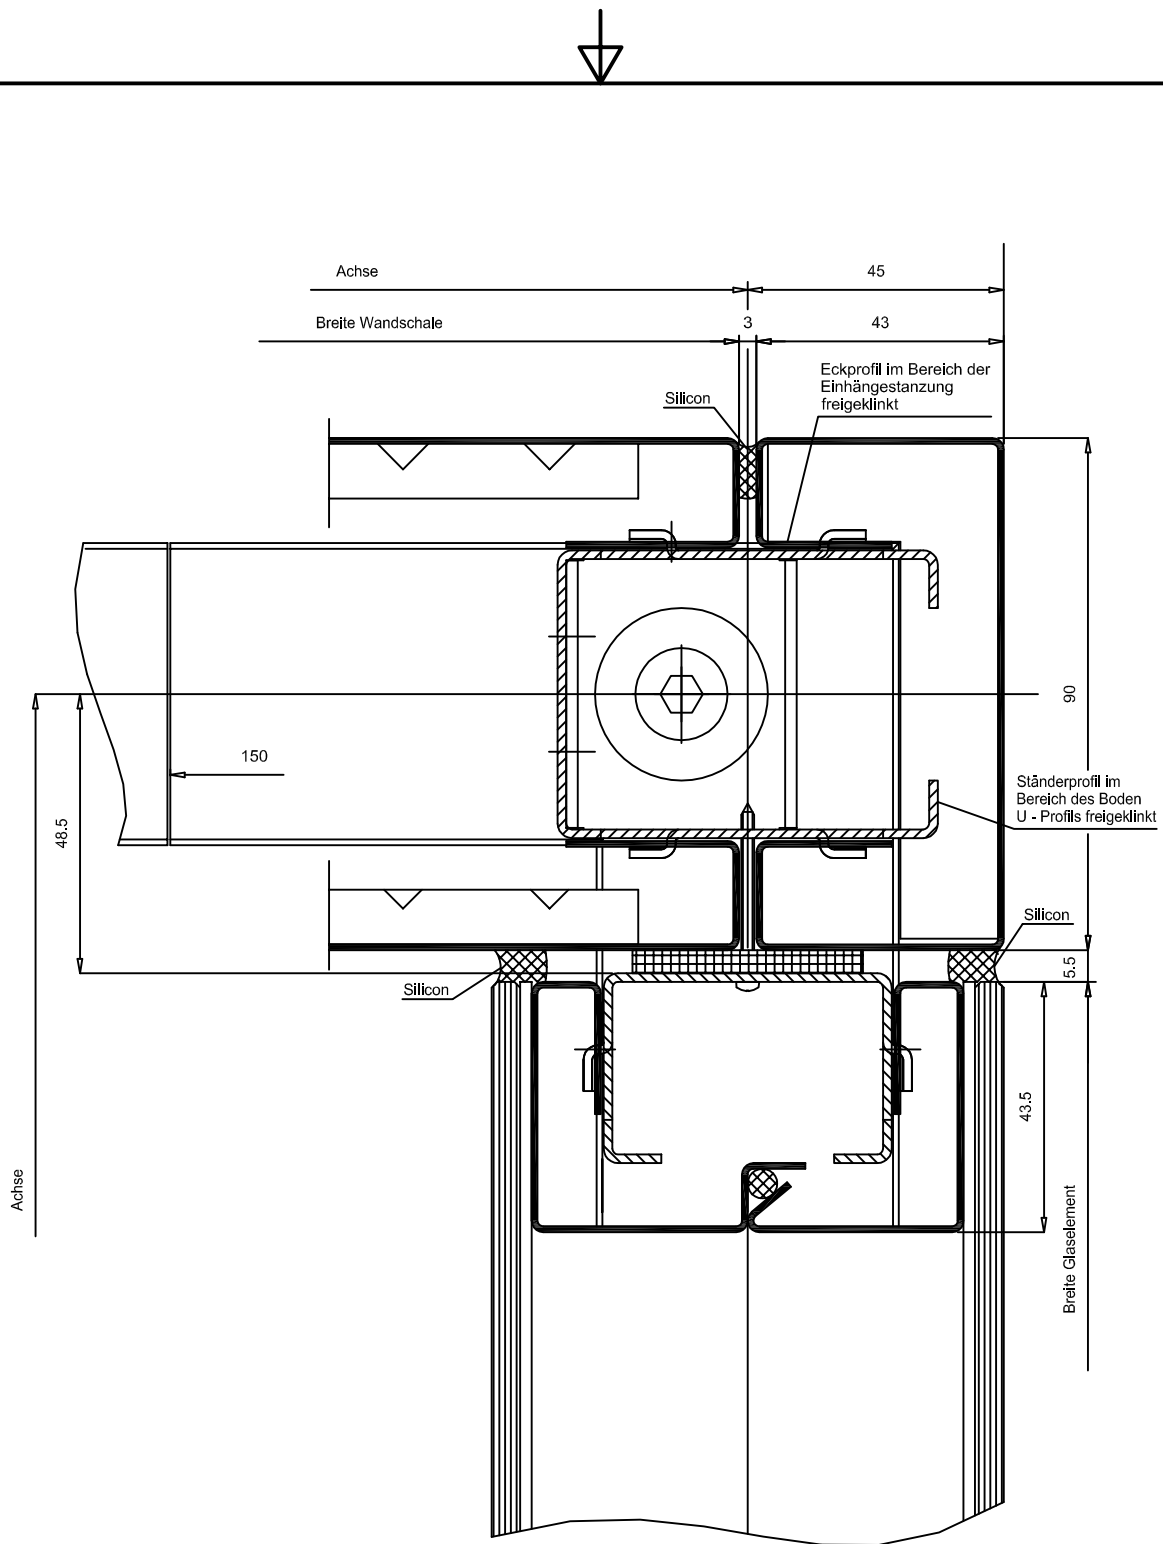 Achse
45
Breite Wandschale
3
43
Eckprofil im Bereich der
Einhängestanzung
freigeklinkt
Silicon
90
150
Ständerprofil im
Bereich des Boden
U - Profils freigeklinkt
48.5
Silicon
5.5
Silicon
43.5
Achse
Breite Glaselement